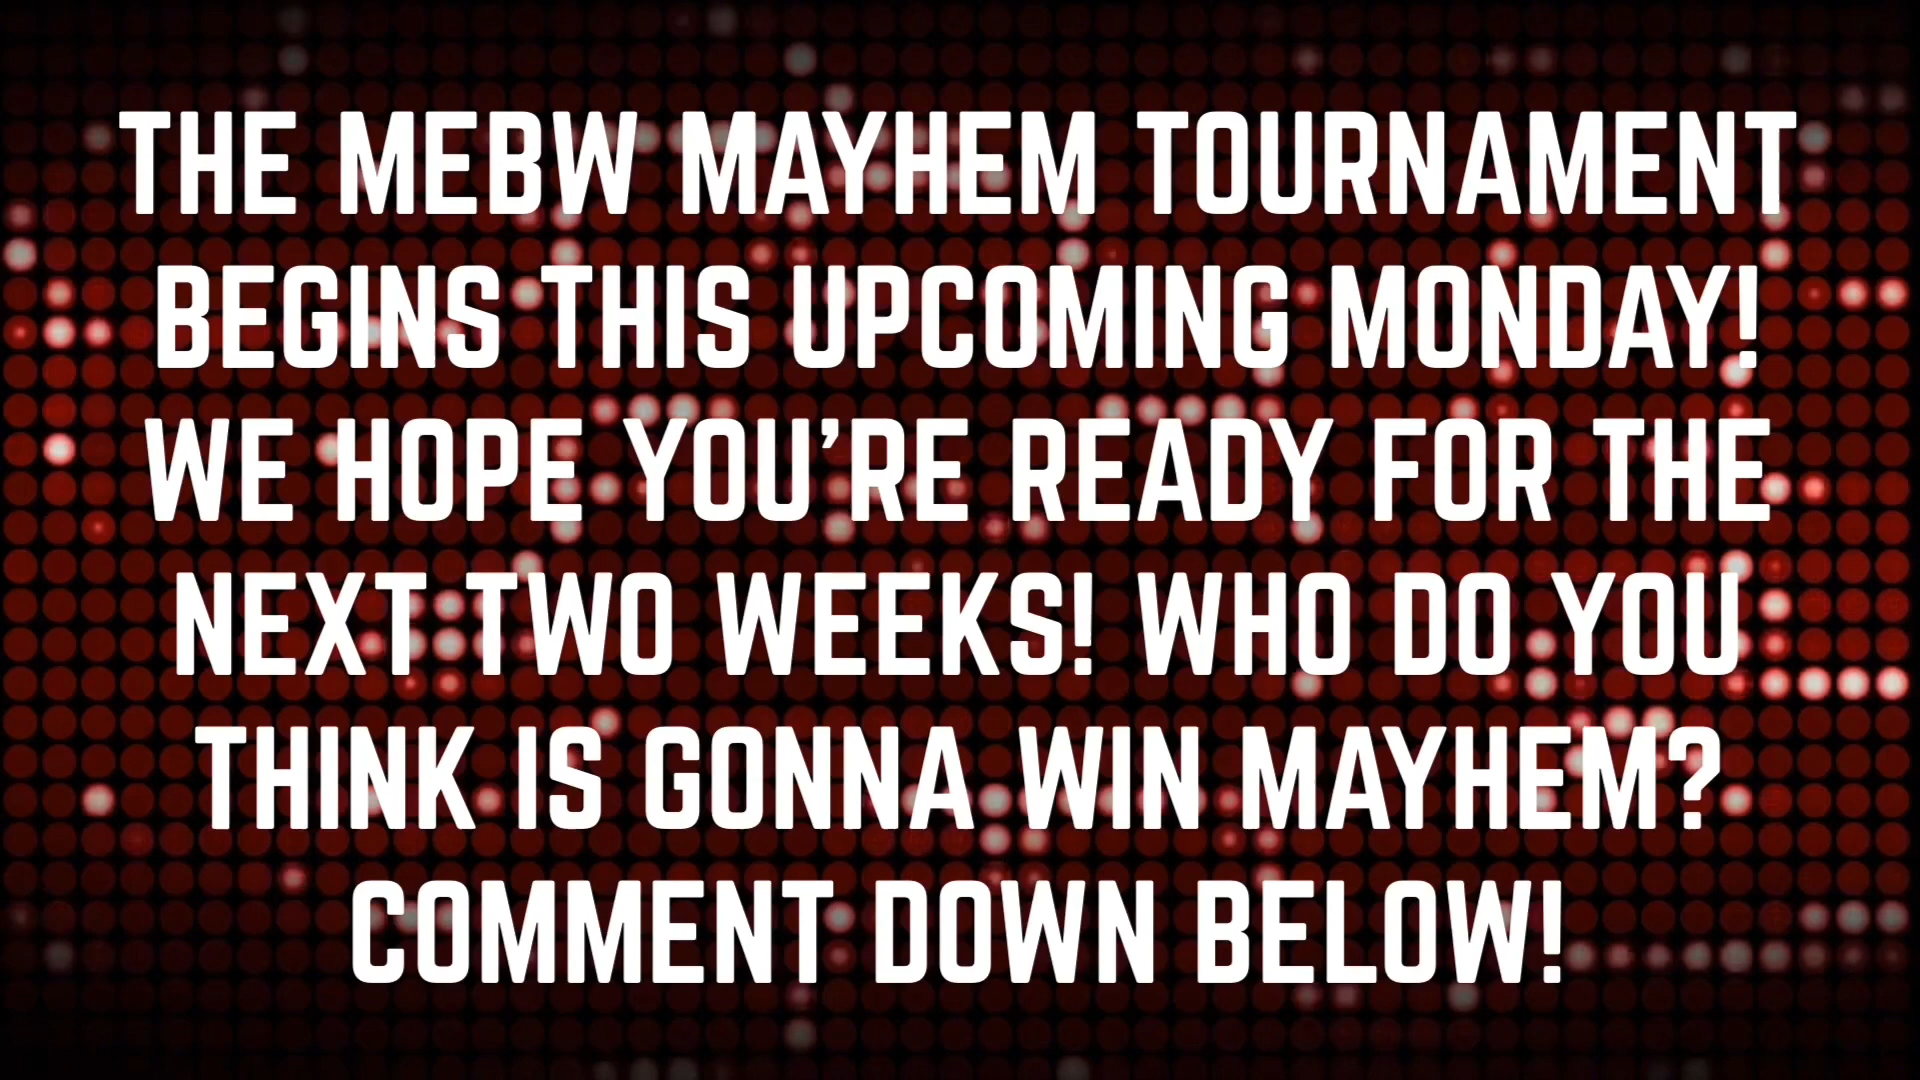 THE MEBW MAYHEM TOURNAMENT
BEGINS THIS UPCOMING MONDAY!
WE HOPE YOU’RE READY FOR THE
NEXT TWO WEEKS! WHO DO YOU
THINK IS GONNA WIN MAYHEM?
COMMENT DOWN BELOW!